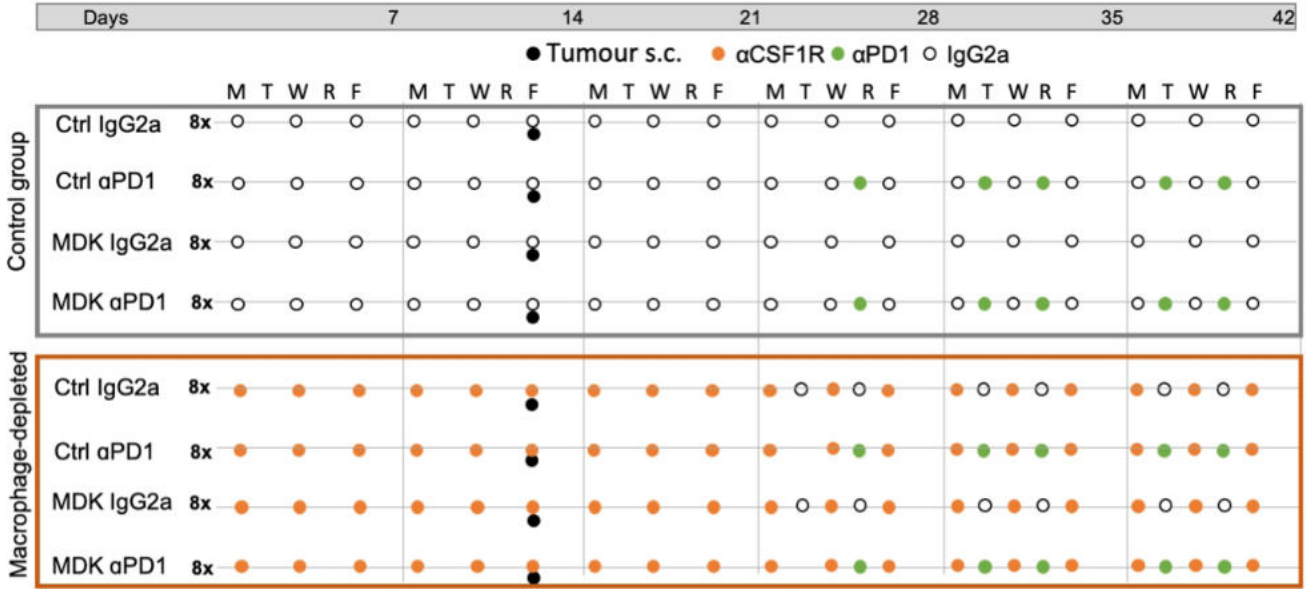 Days 7 14 21 28 35 42
Tumour s.c. αCSF1R αPD1 IgG2a
M T W R F M T W R F M T W R F M T W R F M T W R F M T W R F
Control group
Ctrl IgG2a 8x
Ctrl αPD1 8x
MDK IgG2a 8x
MDK αPD1 8x
Macrophage-depleted
Ctrl IgG2a 8x
Ctrl αPD1 8x
MDK IgG2a 8x
MDK αPD1 8x